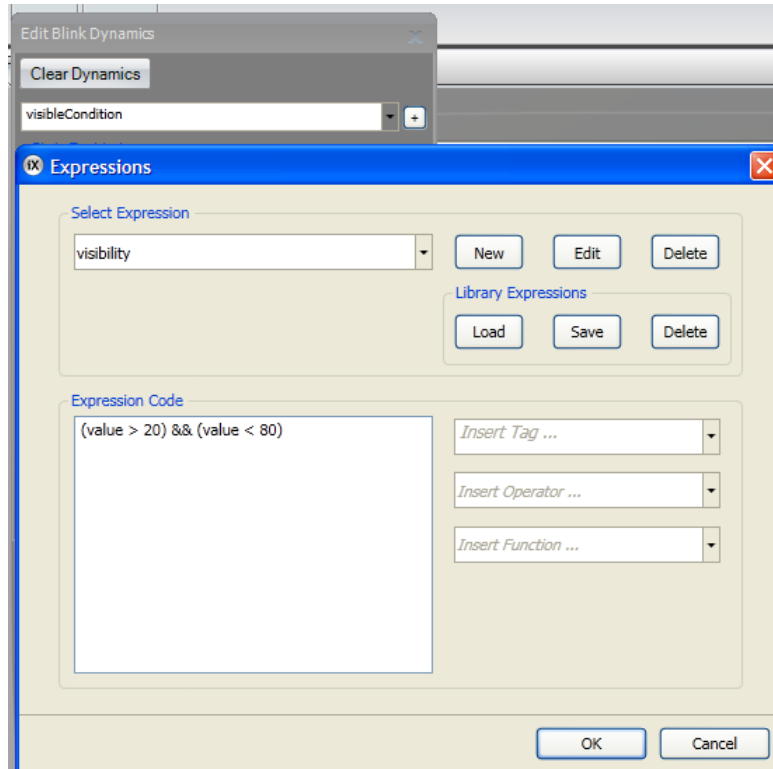 Edit Blink Dynamics
Clear Dynamics
visibleCondition
+
iX Expressions
Select Expression
visibility
New
Edit
Delete
Library Expressions
Load
Save
Delete
Expression Code
(value > 20) && (value < 80)
Insert Tag ...
Insert Operator ...
Insert Function ...
OK
Cancel